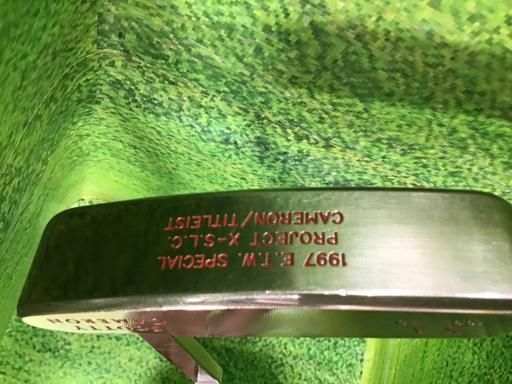 1997 E.T.W. SPECIAL
PROJECT X-S.L.C.
CAMERON/TITLEIST